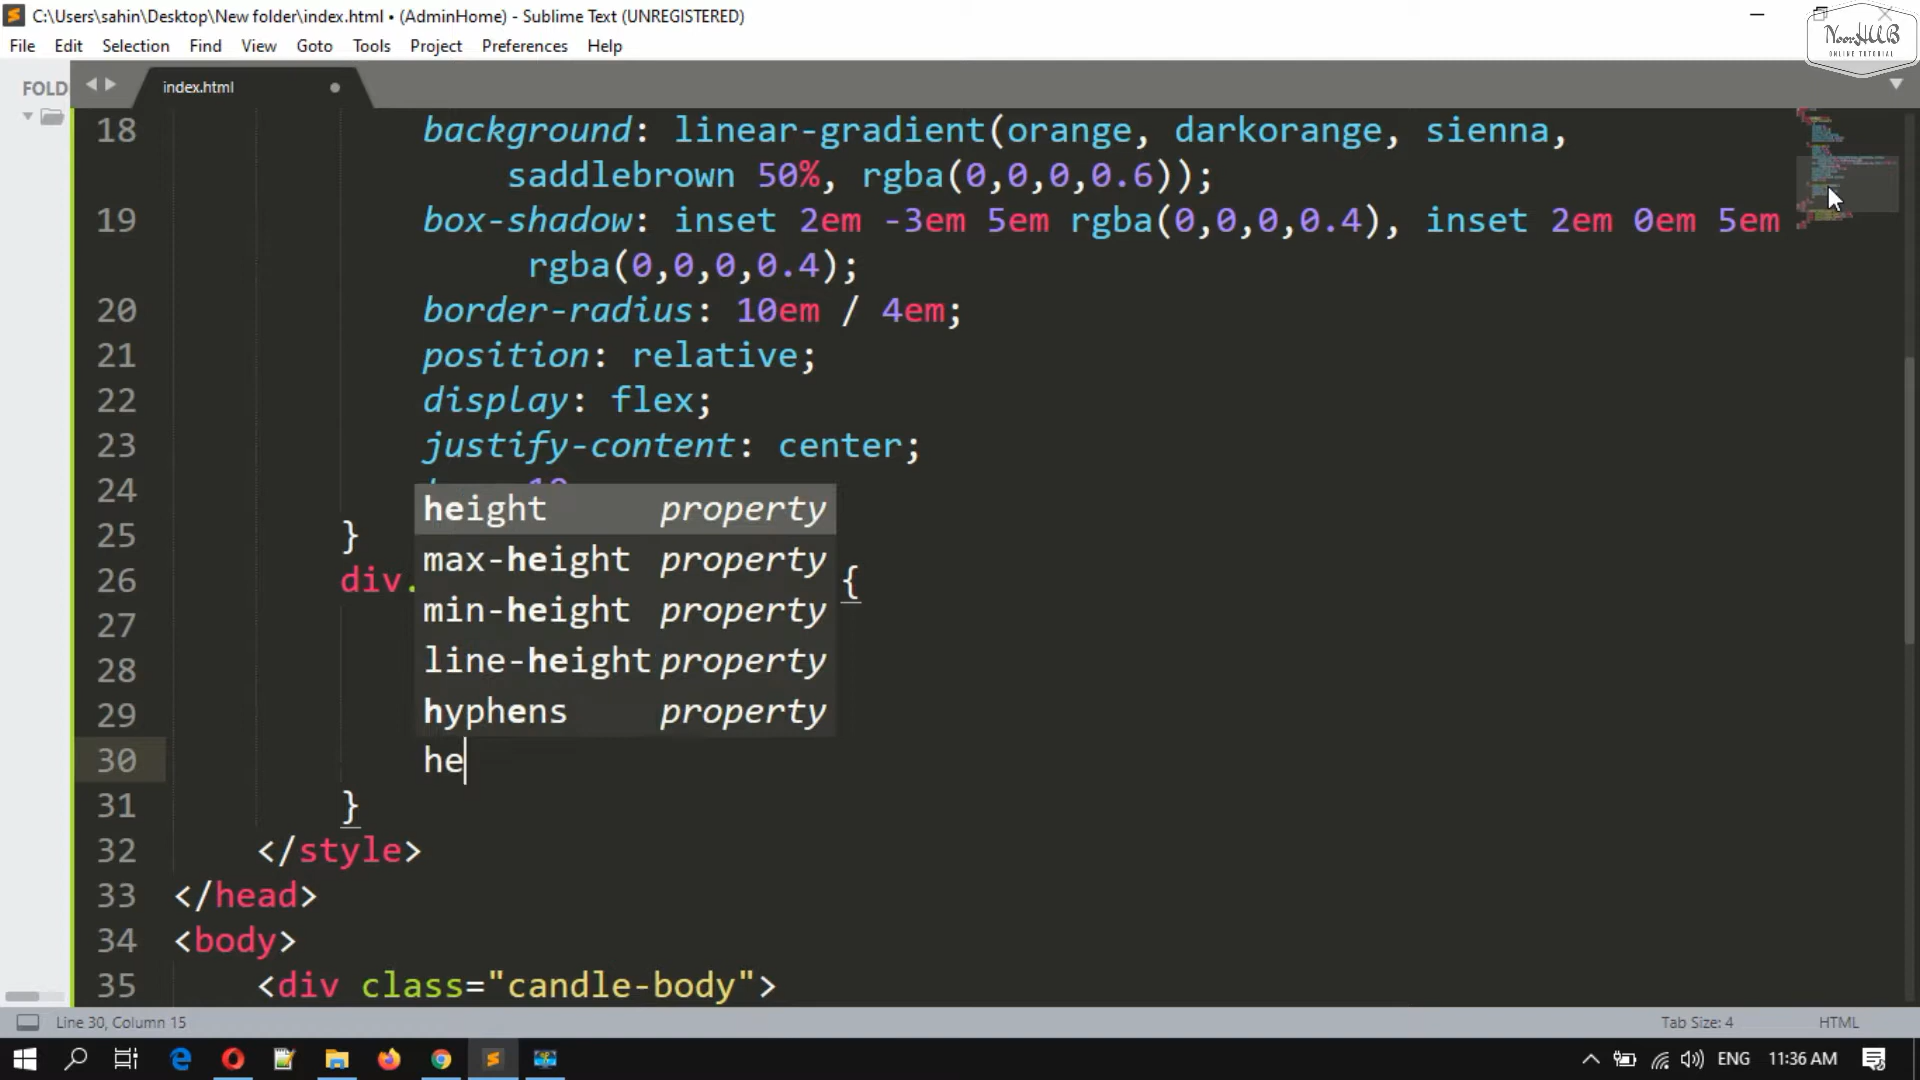 C:\Users\sahin\Desktop\New folder\index.html • (AdminHome) - Sublime Text (UNREGISTERED)
File Edit Selection Find View Goto Tools Project Preferences Help
NoorHUB
ONLINE TUTORIAL
FOLD
index.html
18 background: linear-gradient(orange, darkorange, sienna,
saddlebrown 50%, rgba(0,0,0,0.6));
19 box-shadow: inset 2em -3em 5em rgba(0,0,0,0.4), inset 2em 0em 5em
rgba(0,0,0,0.4);
20 border-radius: 10em / 4em;
21 position: relative;
22 display: flex;
23 justify-content: center;
24
25 }
26 div. {
27
28
29
30 he
31 }
32 </style>
33 </head>
34 <body>
35 <div class="candle-body">
height property
max-height property
min-height property
line-height property
hyphens property
Line 30, Column 15
Tab Size: 4
HTML
ENG 11:36 AM